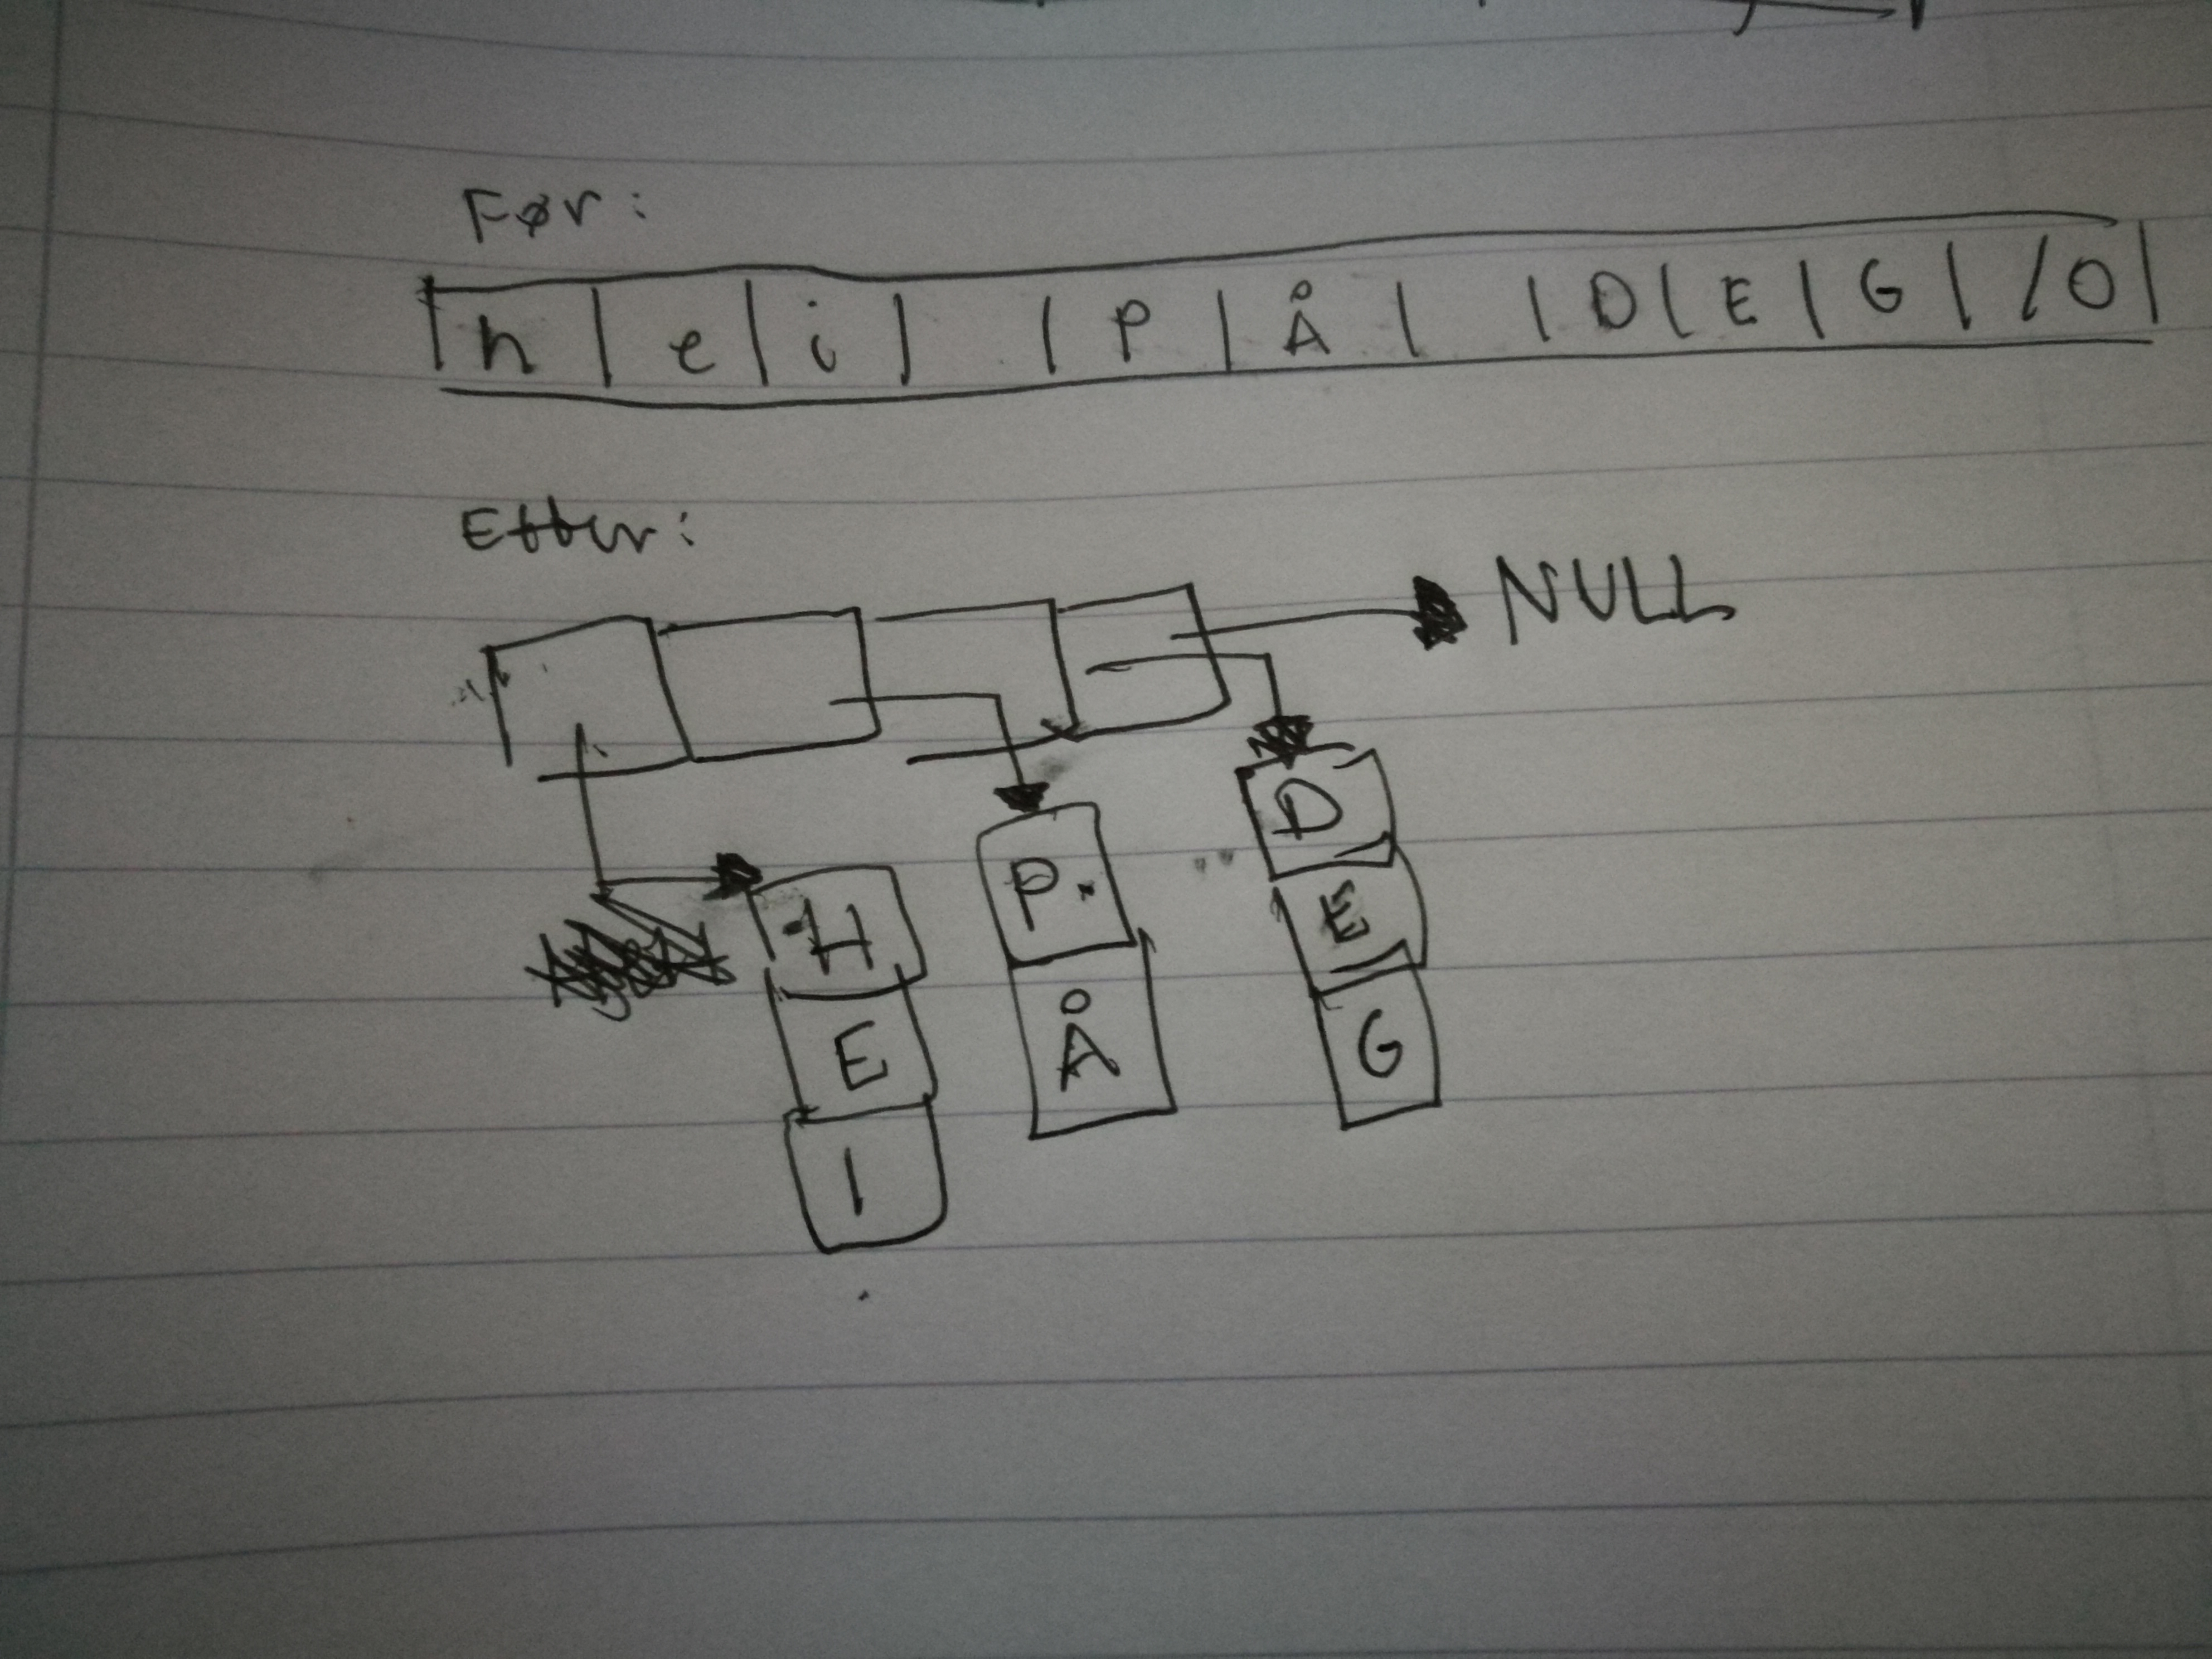 Før:
|h|e|i| |P|Å| |D|E|G|/0|
Etter:
NULL
H P D
E Å E
I G